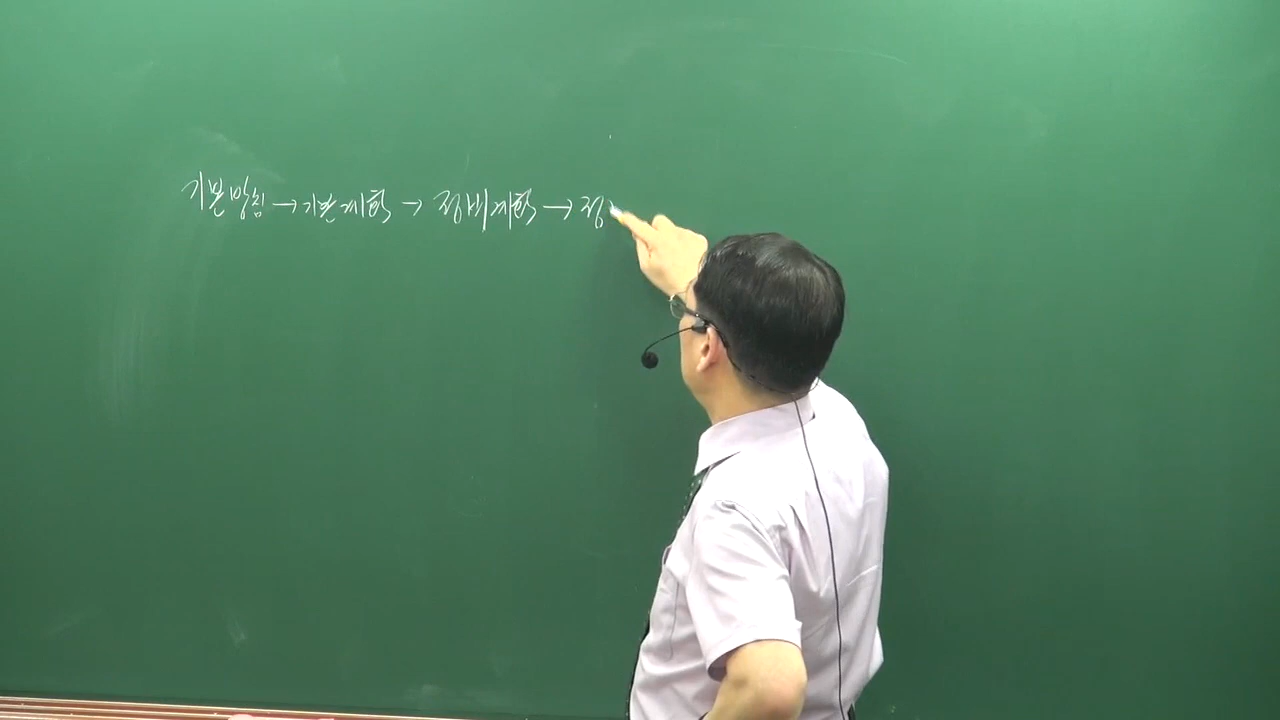 기본방침 → 기본계획 → 정비계획 → 정